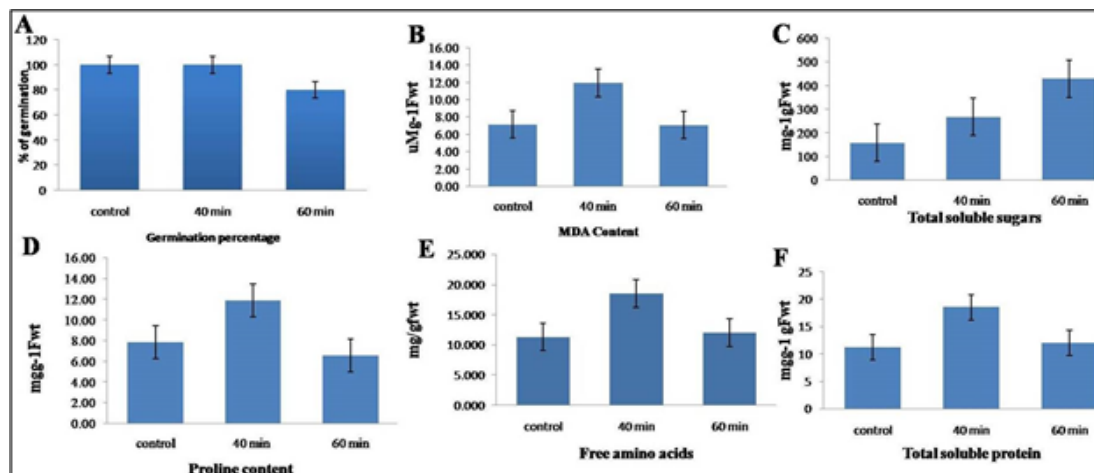 A
120
100
80
60
40
20
0
% of germination
control
40 min
60 min
Germination percentage
B
16.00
14.00
12.00
10.00
8.00
6.00
4.00
2.00
0.00
uMg-1Fwt
control
40 min
60 min
MDA Content
C
600
500
400
300
200
100
0
mg-1gFwt
control
40 min
60 min
Total soluble sugars
D
16.00
14.00
12.00
10.00
8.00
6.00
4.00
2.00
0.00
mgg-1Fwt
control
40 min
60 min
Proline content
E
25.000
20.000
15.000
10.000
5.000
0.000
mg/gfwt
control
40 min
60 min
Free amino acids
F
25
20
15
10
5
0
mgg-1 gFwt
control
40 min
60 min
Total soluble protein